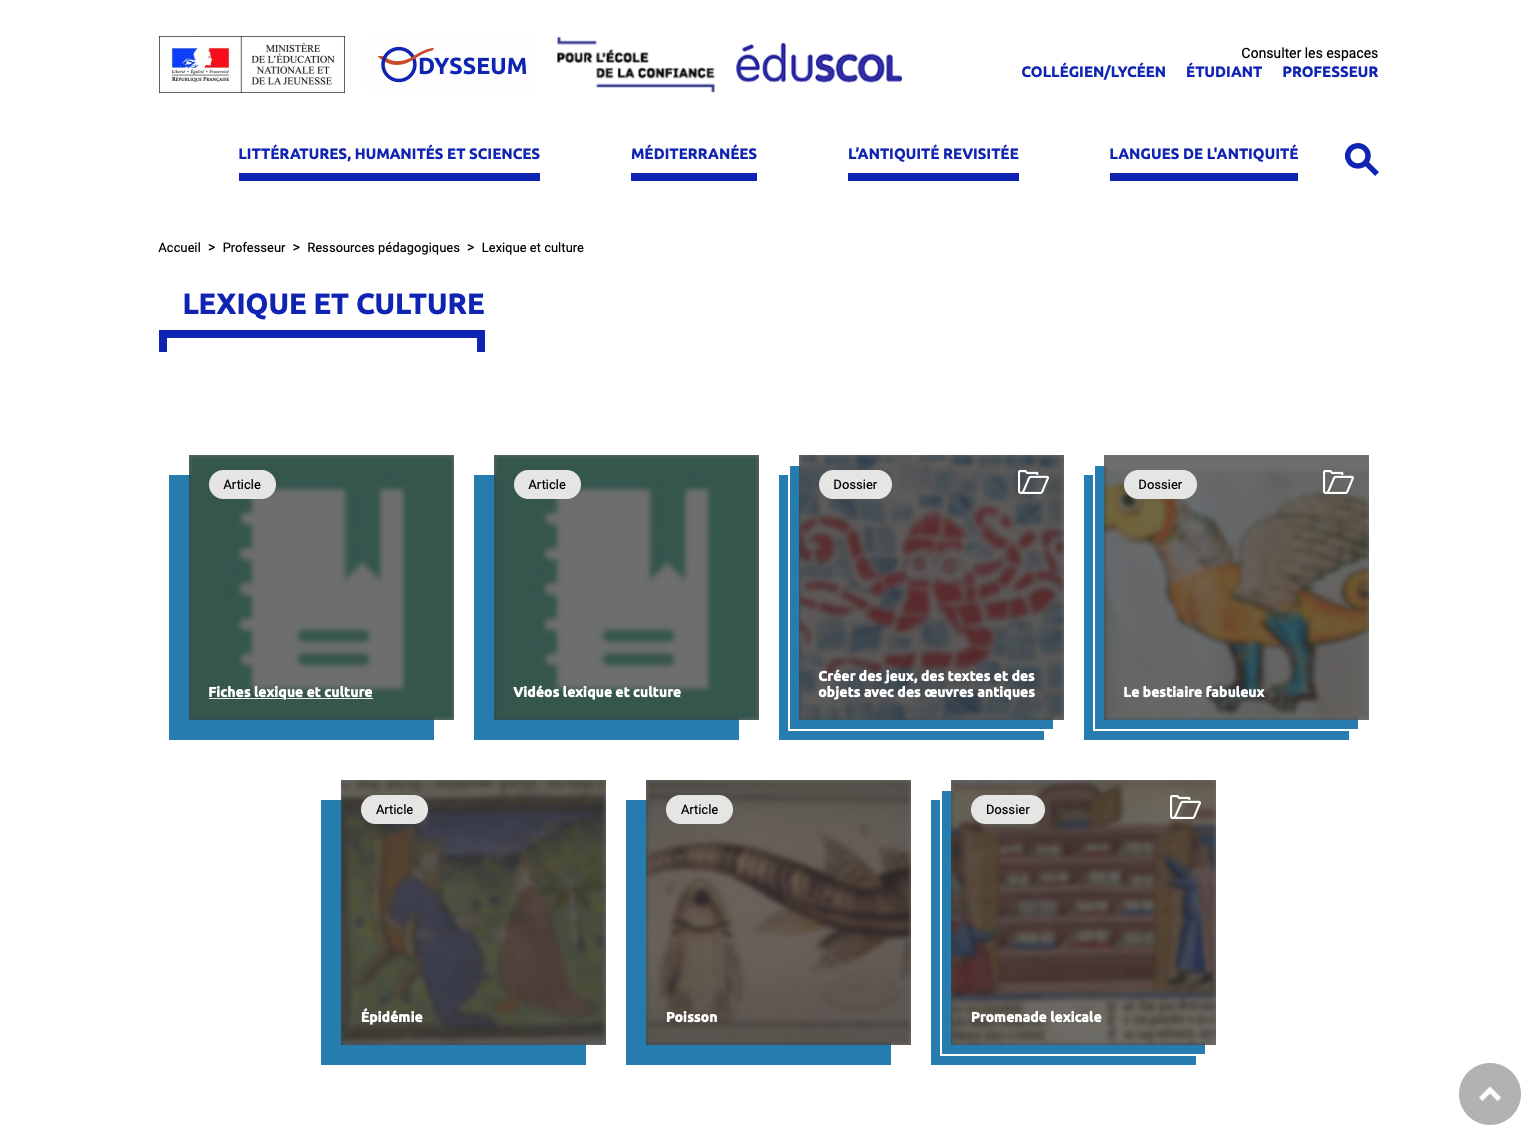 MINISTÈRE
DE L'ÉDUCATION
NATIONALE ET
DE LA JEUNESSE
Liberté • Égalité • Fraternité
RÉPUBLIQUE FRANÇAISE
ODYSSEUM
POUR L'ÉCOLE
DE LA CONFIANCE
éduscol
Consulter les espaces
COLLÉGIEN/LYCÉEN ÉTUDIANT PROFESSEUR
LITTÉRATURES, HUMANITÉS ET SCIENCES MÉDITERRANÉES L’ANTIQUITÉ REVISITÉE LANGUES DE L'ANTIQUITÉ
Accueil > Professeur > Ressources pédagogiques > Lexique et culture
LEXIQUE ET CULTURE
Article
Fiches lexique et culture
Article
Vidéos lexique et culture
Dossier
Créer des jeux, des textes et des
objets avec des œuvres antiques
Dossier
Le bestiaire fabuleux
Article
Épidémie
Article
Poisson
Dossier
Promenade lexicale